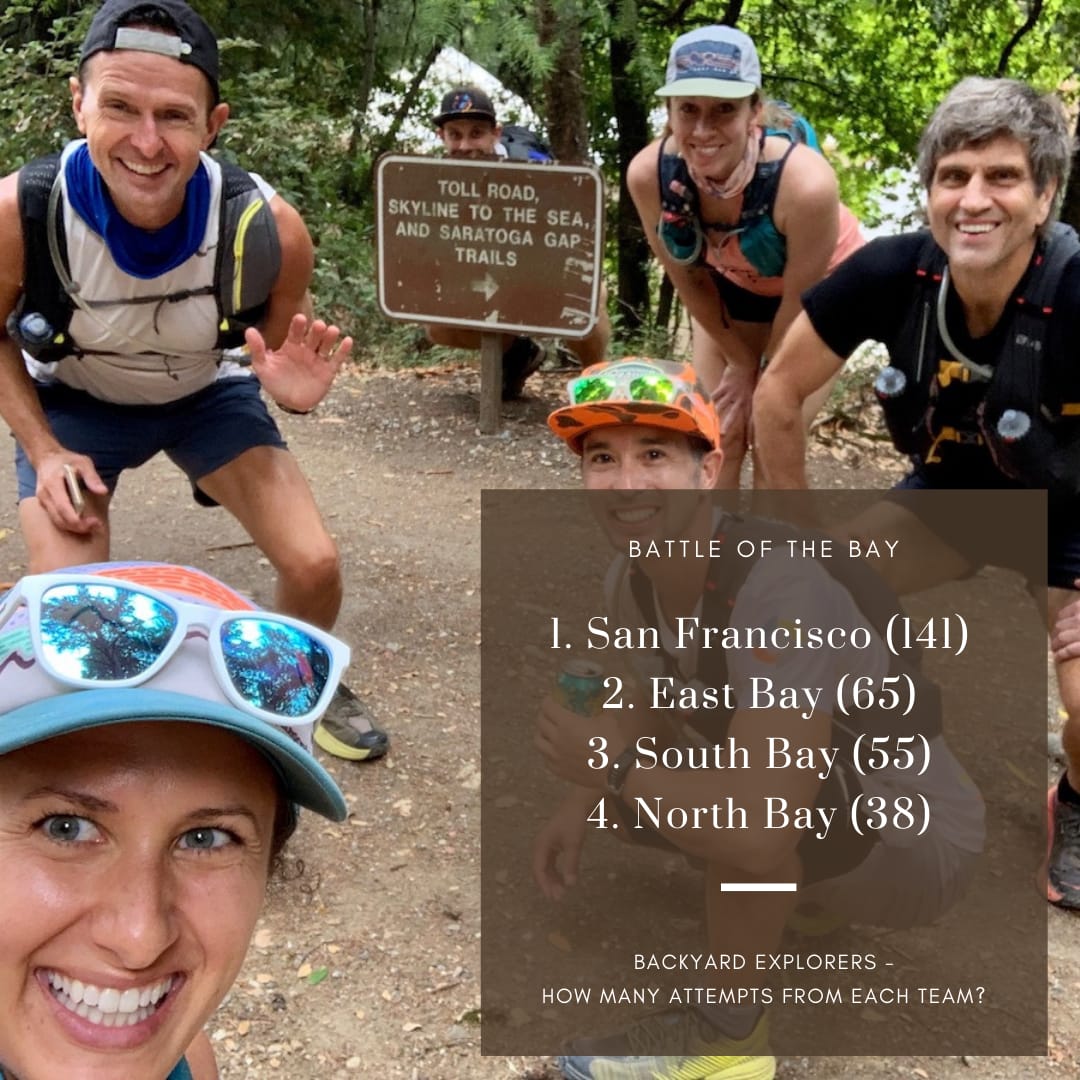 TOLL ROAD,
SKYLINE TO THE SEA,
AND SARATOGA GAP
TRAILS
BATTLE OF THE BAY
1. San Francisco (141)
2. East Bay (65)
3. South Bay (55)
4. North Bay (38)
BACKYARD EXPLORERS -
HOW MANY ATTEMPTS FROM EACH TEAM?